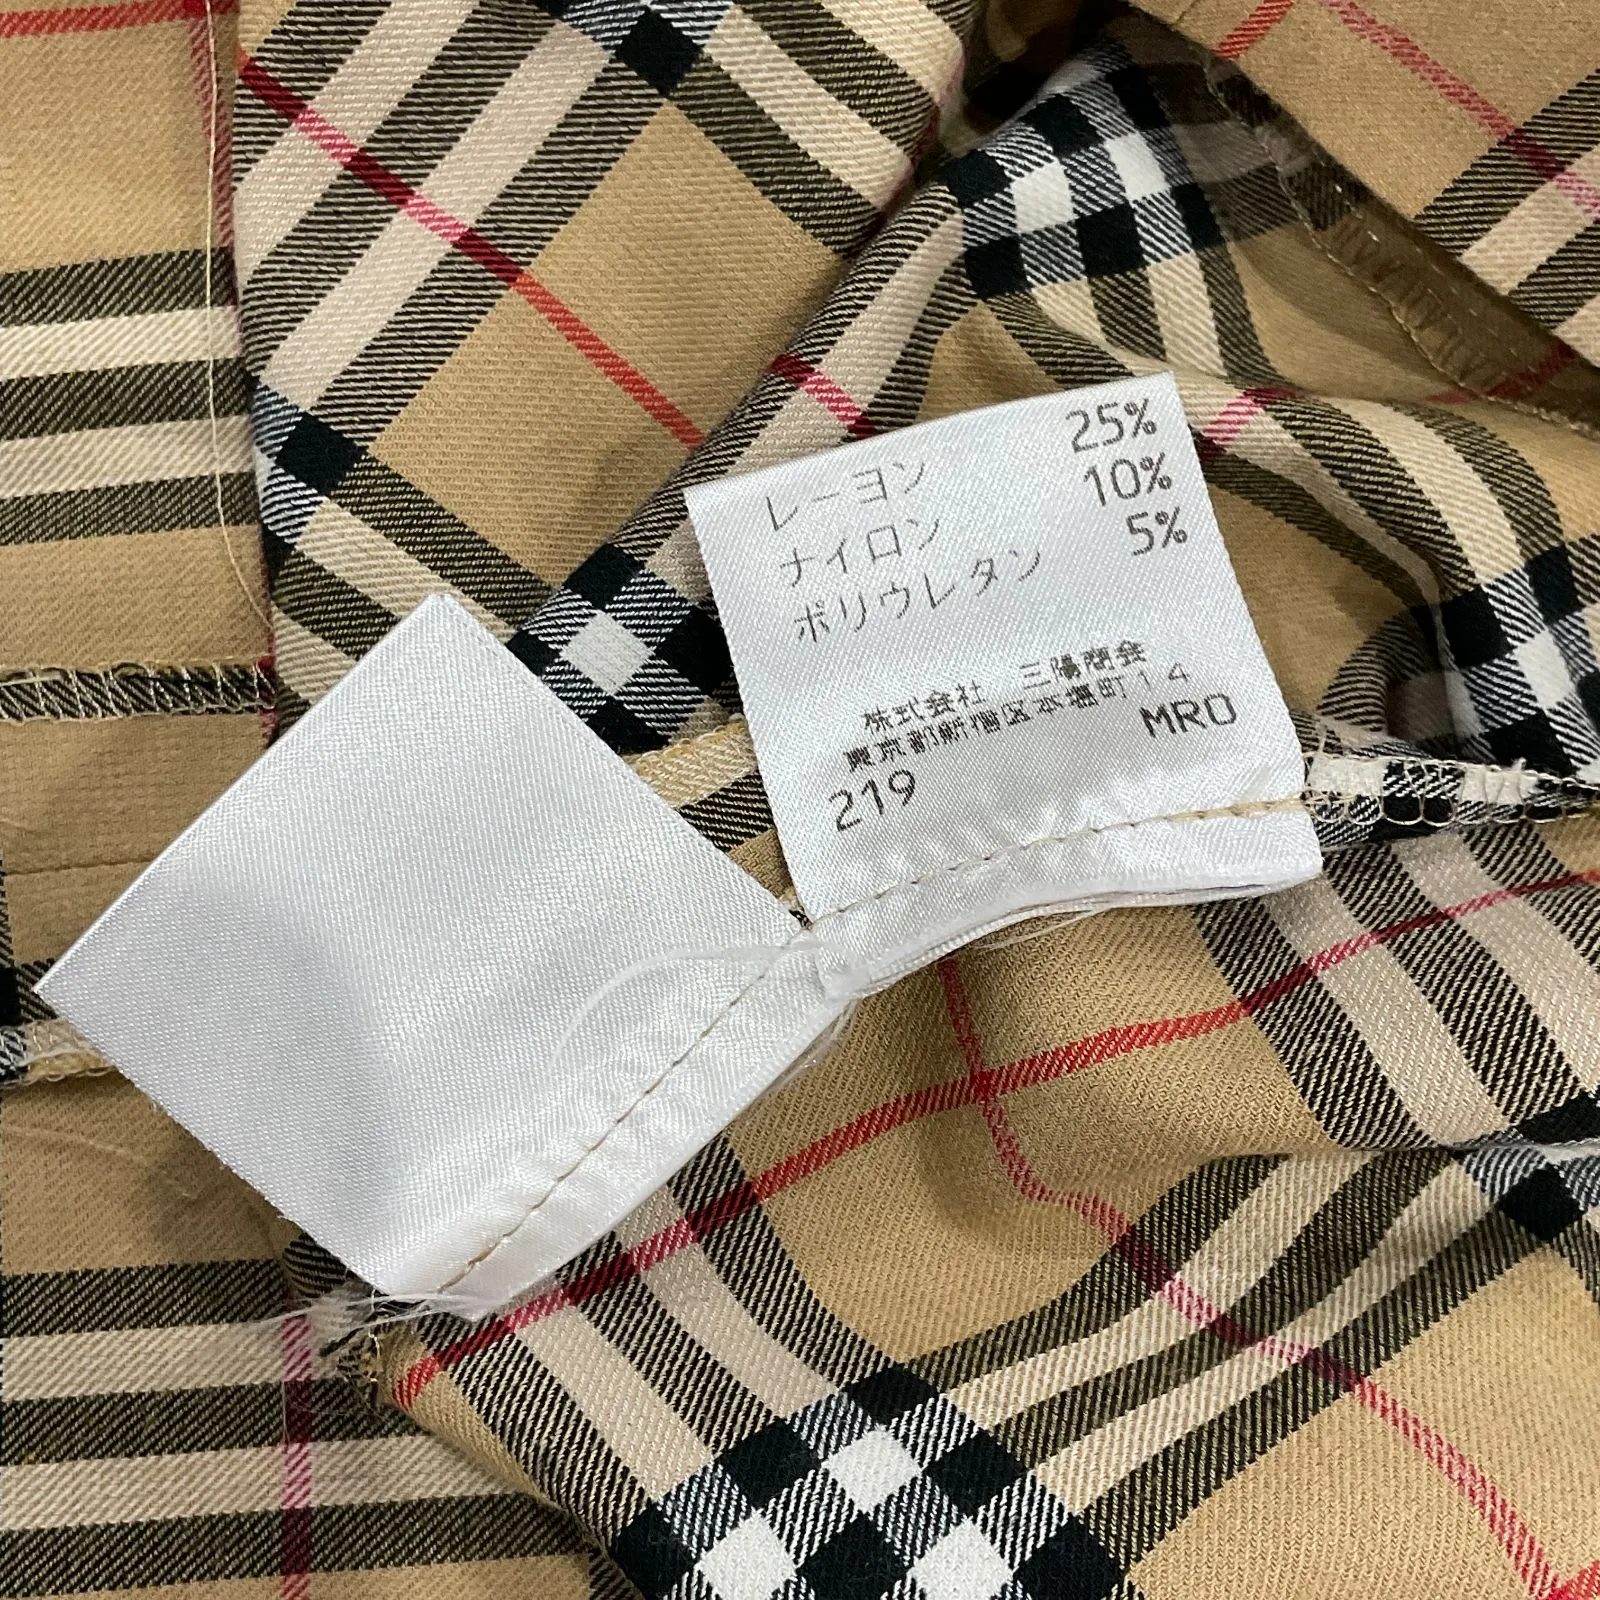 25%
レーヨン 10%
ナイロン 5%
ポリウレタン
株式会社 三陽商会
東京都新宿区本塩町14
219 MRO